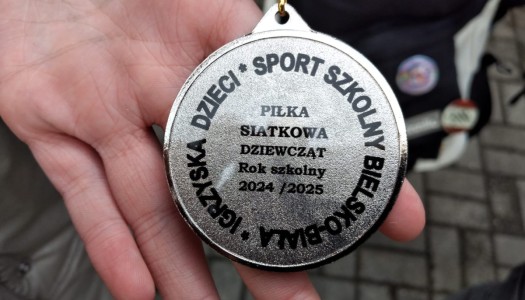 IGRZYSKA DZIECI * SPORT SZKOLNY BIELSKO-BIAŁA *
PIŁKA
SIATKOWA
DZIEWCZĄT
Rok szkolny
2024 /2025